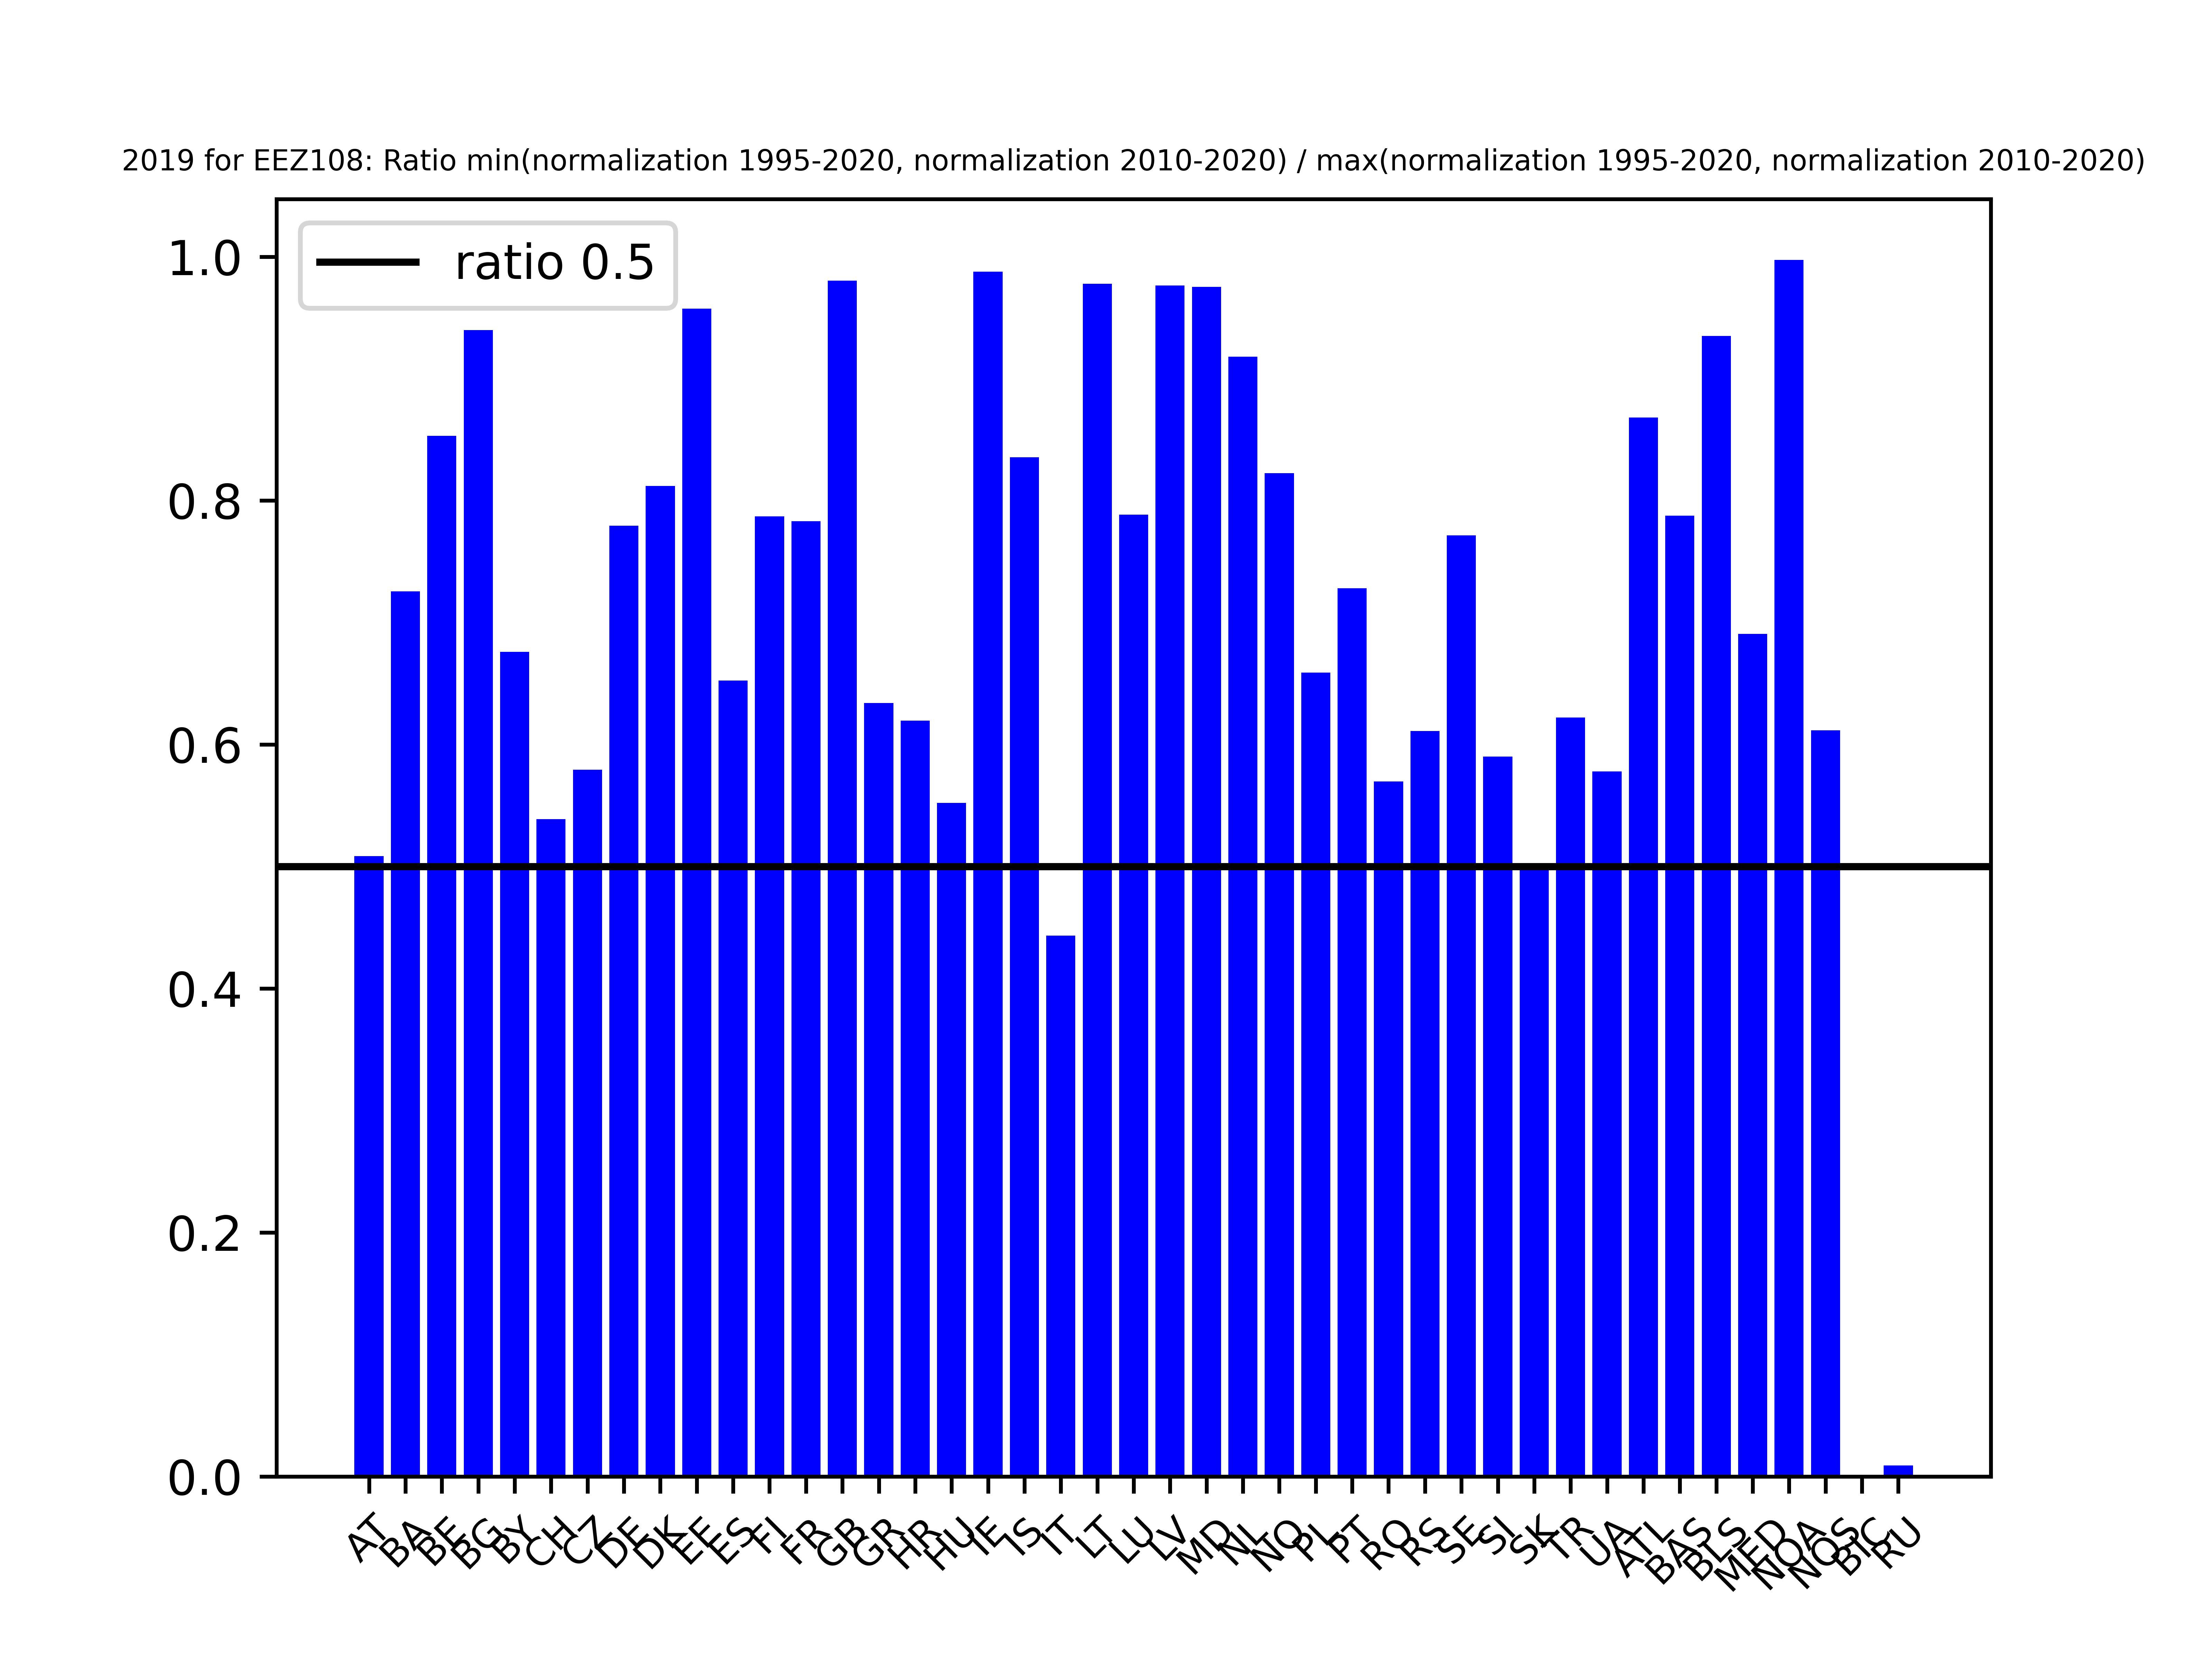 2019 for EEZ108: Ratio min(normalization 1995-2020, normalization 2010-2020) / max(normalization 1995-2020, normalization 2010-2020)
ratio 0.5
1.0
0.8
0.6
0.4
0.2
0.0
AT BA BE BG BY CH CZ DE DK EE ES FI FR GB GR HR HU IE IS IT LT LU LV MD NL NO PL PT RO RS SE SI SK TR UA ATL BAS BLS MED NOA NOS BIC RU